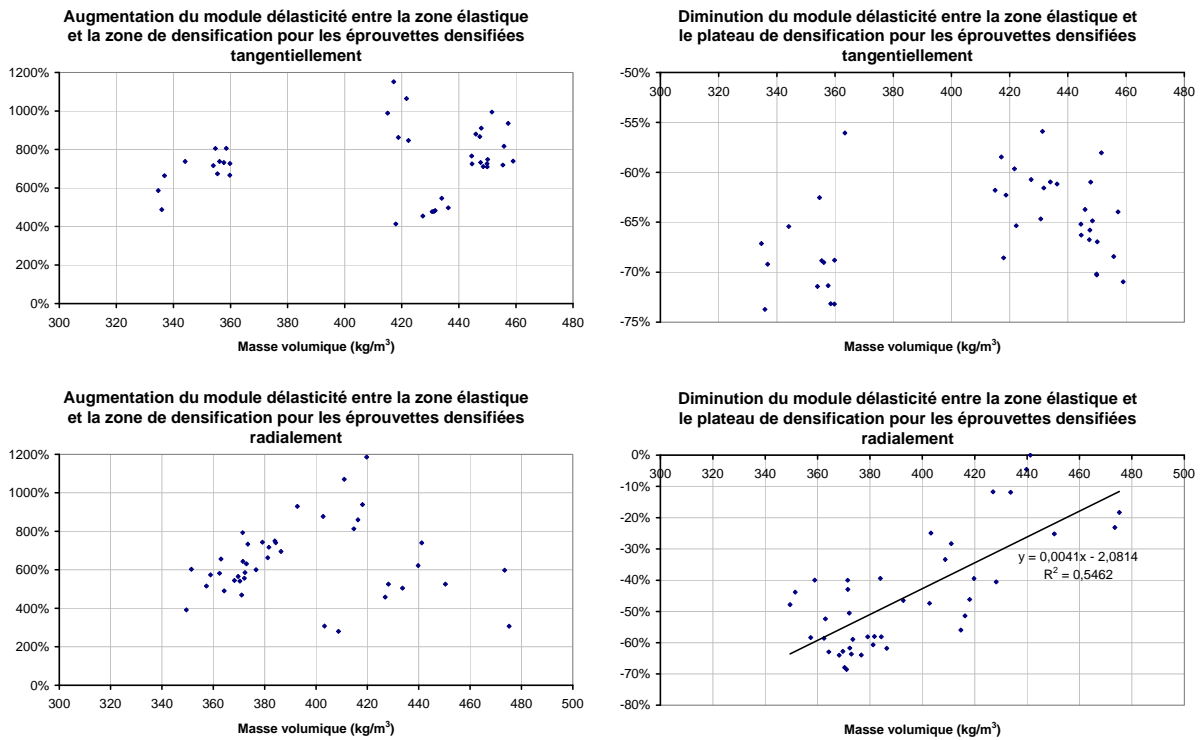 Augmentation du module délasticité entre la zone élastique
et la zone de densification pour les éprouvettes densifiées
tangentiellement
1200%
1000%
800%
600%
400%
200%
0%
300 320 340 360 380 400 420 440 460 480
Masse volumique (kg/m³)
Diminution du module délasticité entre la zone élastique et
le plateau de densification pour les éprouvettes densifiées
tangentiellement
-50%
300 320 340 360 380 400 420 440 460 480
-55%
-60%
-65%
-70%
-75%
Masse volumique (kg/m³)
Augmentation du module délasticité entre la zone élastique
et la zone de densification pour les éprouvettes densifiées
radialement
1200%
1000%
800%
600%
400%
200%
0%
300 320 340 360 380 400 420 440 460 480 500
Masse volumique (kg/m³)
Diminution du module délasticité entre la zone élastique et
le plateau de densification pour les éprouvettes densifiées
radialement
0%
300 320 340 360 380 400 420 440 460 480 500
-10%
-20%
-30%
y = 0,0041x - 2,0814
R² = 0,5462
-40%
-50%
-60%
-70%
-80%
Masse volumique (kg/m³)